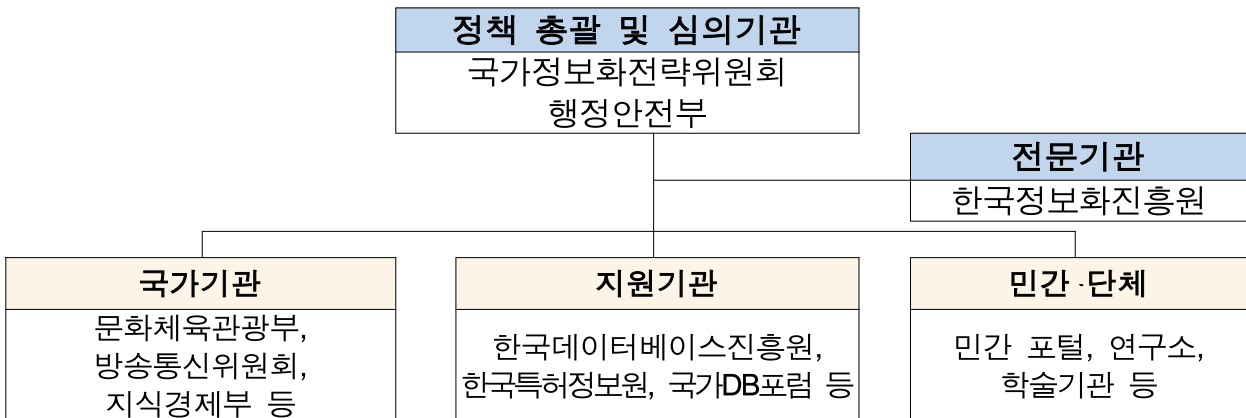 정책 총괄 및 심의기관
국가정보화전략위원회
행정안전부
전문기관
한국정보화진흥원
국가기관
문화체육관광부,
방송통신위원회,
지식경제부 등
지원기관
한국데이터베이스진흥원,
한국특허정보원, 국가DB포럼 등
민간·단체
민간 포털, 연구소,
학술기관 등